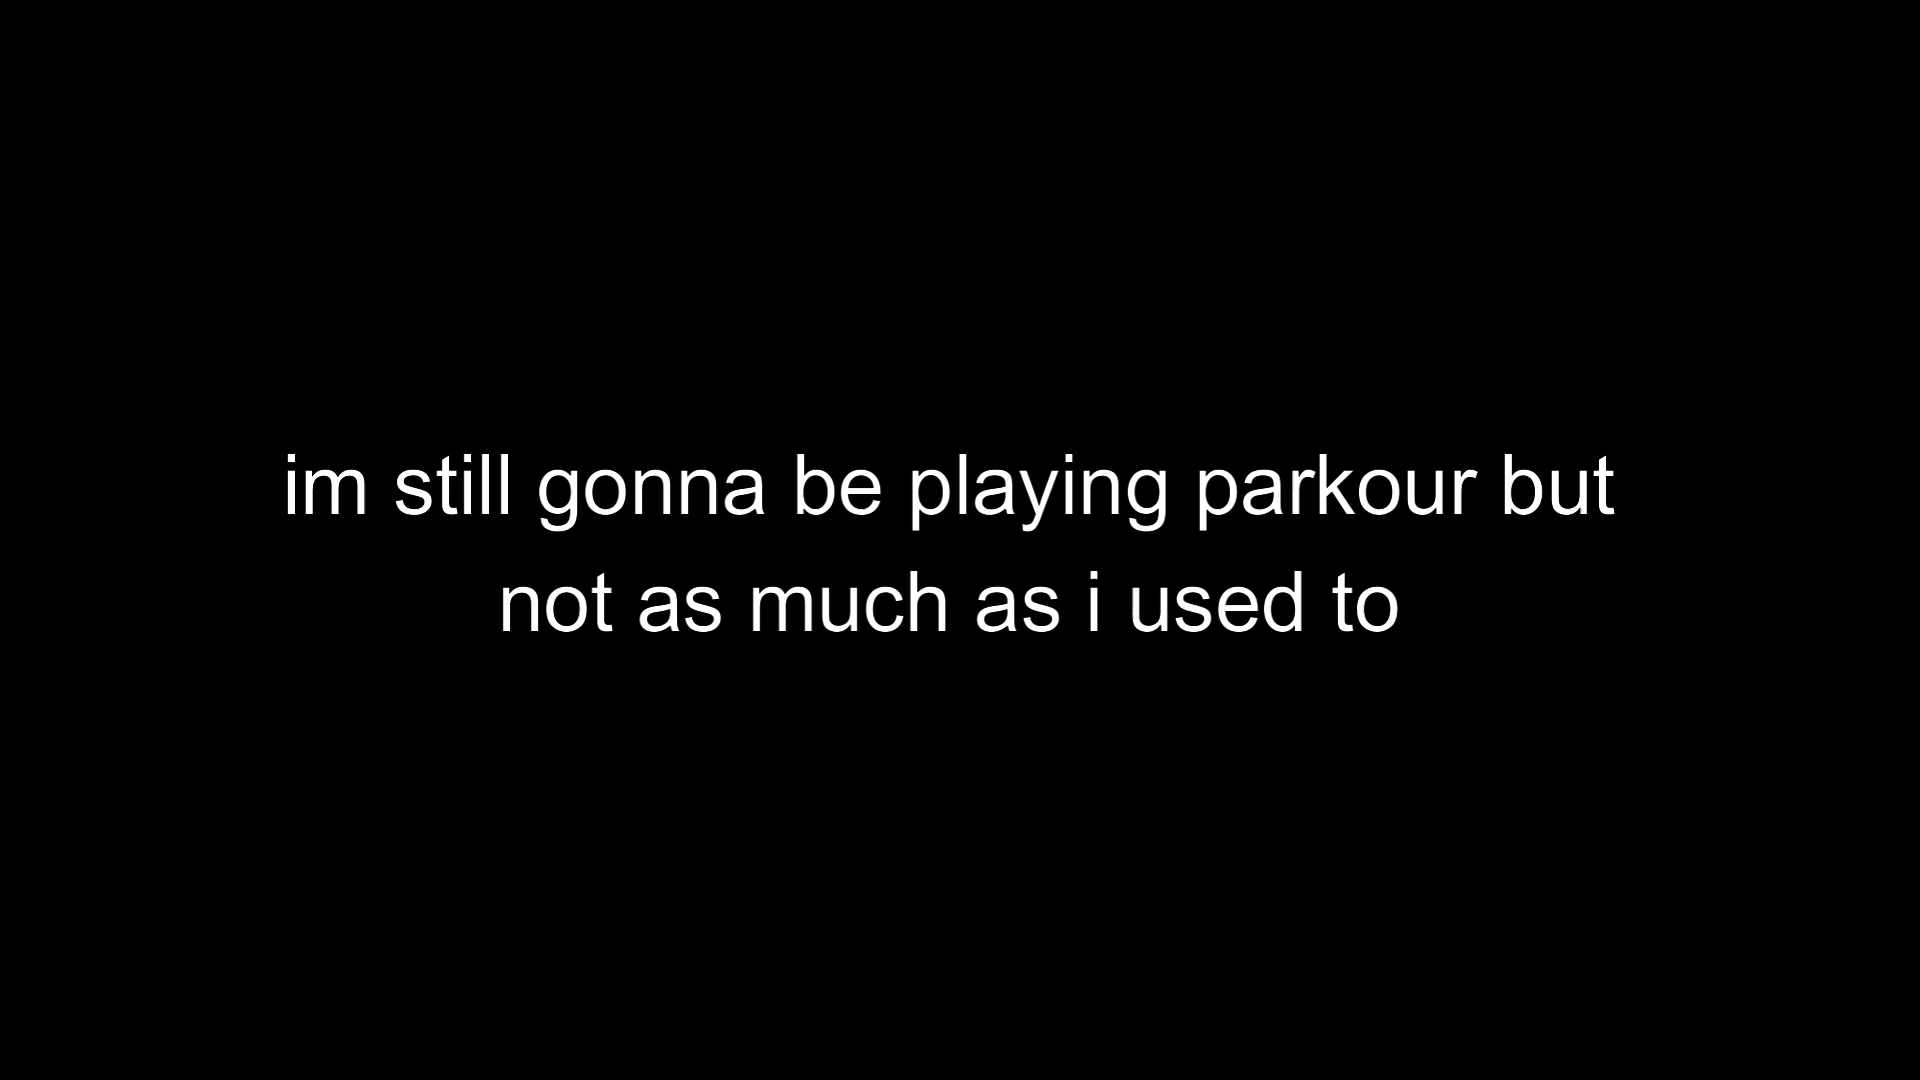 im still gonna be playing parkour but
not as much as i used to